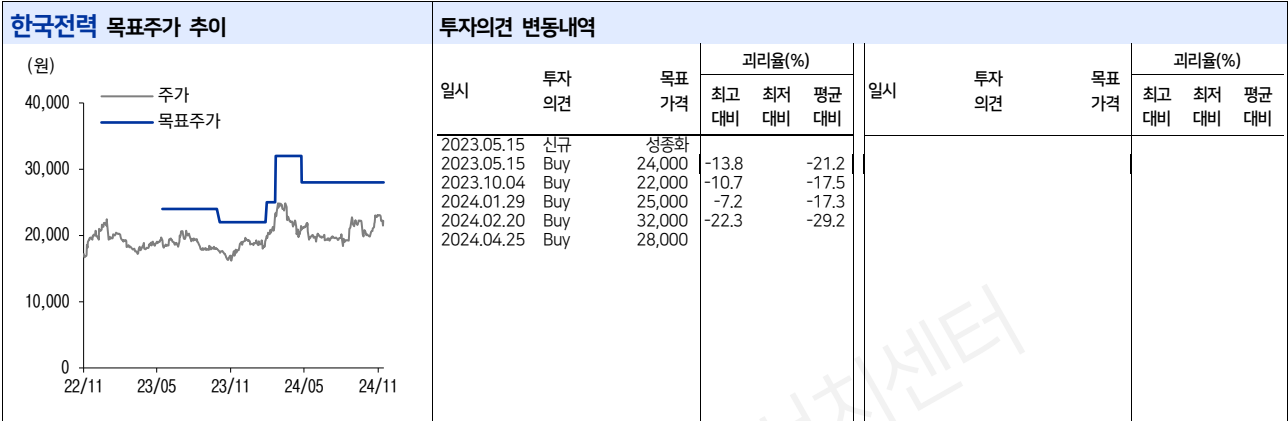 한국전력 목표주가 추이
(원)
40,000
30,000
20,000
10,000
0
주가
목표주가
22/11 23/05 23/11 24/05 24/11
투자의견 변동내역
일시 투자의견 목표가격 괴리율(%)
최고대비 최저대비 평균대비
일시 투자의견 목표가격 괴리율(%)
최고대비 최저대비 평균대비
2023.05.15 신규 성종화
2023.05.15 Buy 24,000 -13.8 -21.2
2023.10.04 Buy 22,000 -10.7 -17.5
2024.01.29 Buy 25,000 -7.2 -17.3
2024.02.20 Buy 32,000 -22.3 -29.2
2024.04.25 Buy 28,000
센터